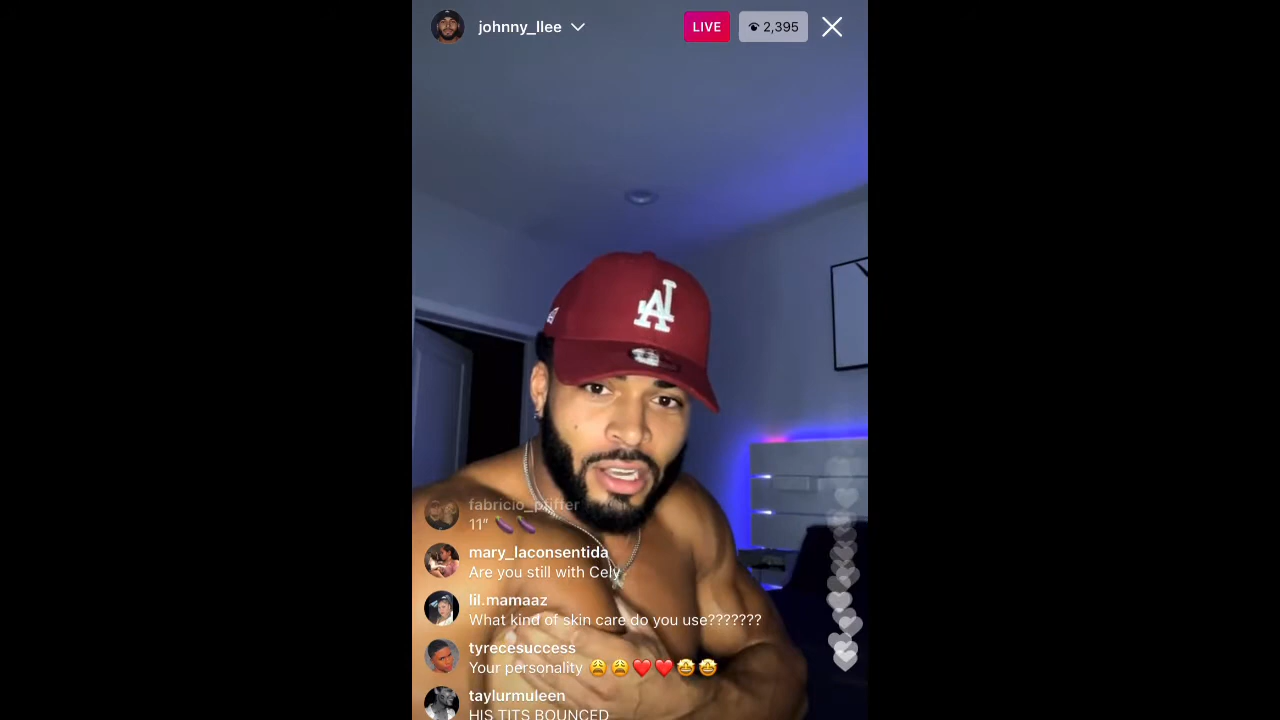 johnny_llee
LIVE
2,395
LA
fabricio_pfiffer
11” 🍆🍆
mary_laconsentida
Are you still with Cely
lil.mamaaz
What kind of skin care do you use???????
tyrecesuccess
Your personality 😩😩❤️❤️🤩🤩
taylurmuleen
HIS TITS BOUNCED